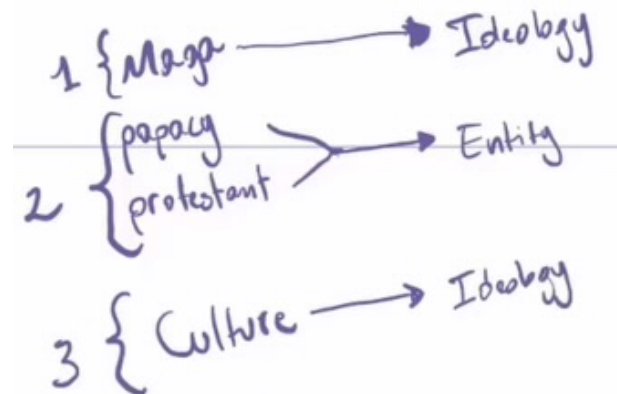 1 { Maga → Ideology
2 { papacy
protestant → Entity
3 { Culture → Ideology